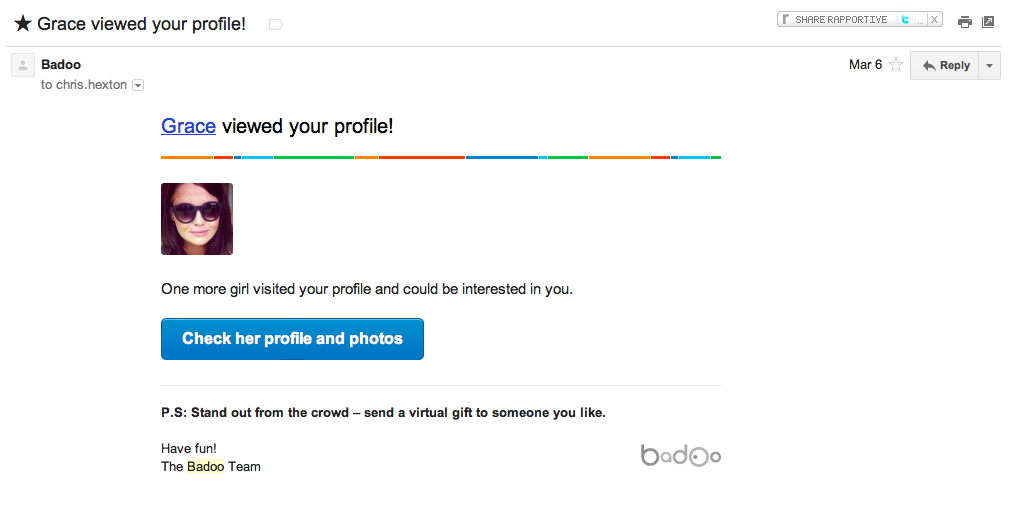 ★ Grace viewed your profile!
r SHARE RAPPORTIVE ... X
Badoo
Mar 6
Reply
to chris.hexton
Grace viewed your profile!
One more girl visited your profile and could be interested in you.
Check her profile and photos
P.S: Stand out from the crowd – send a virtual gift to someone you like.
Have fun!
The Badoo Team
badoo